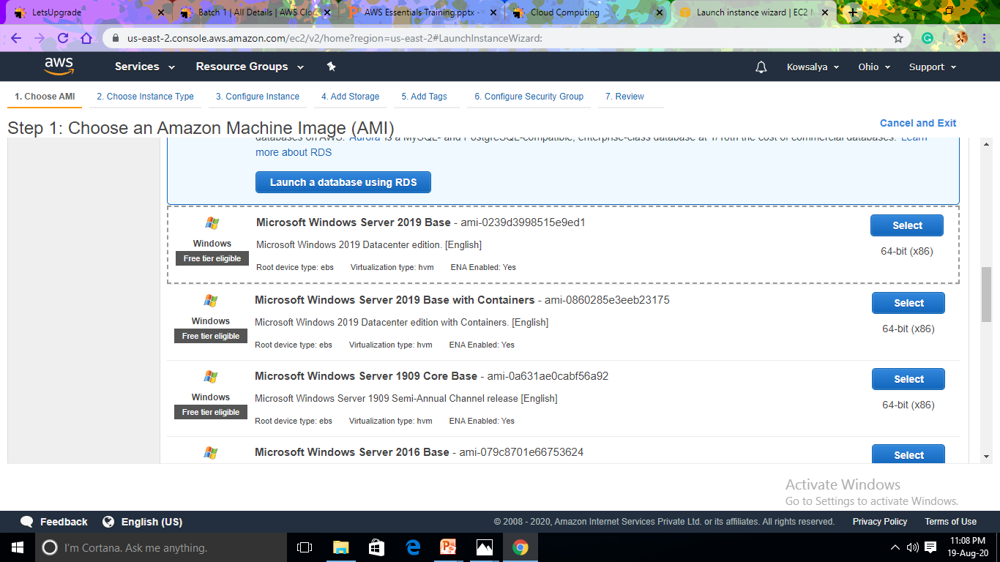 LetsUpgrade
Batch 1 | All Details | AWS Clo
AWS Essentials Training.pptx -
Cloud Computing
Launch instance wizard | EC2 M
us-east-2.console.aws.amazon.com/ec2/v2/home?region=us-east-2#LaunchInstanceWizard:
aws
Services
Resource Groups
Kowsalya
Ohio
Support
1. Choose AMI
2. Choose Instance Type
3. Configure Instance
4. Add Storage
5. Add Tags
6. Configure Security Group
7. Review
Step 1: Choose an Amazon Machine Image (AMI)
Cancel and Exit
databases on AWS. Aurora is a MySQL- and PostgreSQL-compatible, enterprise-class database at 1/10th the cost of commercial databases. Learn
more about RDS
Launch a database using RDS
Microsoft Windows Server 2019 Base - ami-0239d3998515e9ed1
Select
Windows
Microsoft Windows 2019 Datacenter edition. [English]
64-bit (x86)
Free tier eligible
Root device type: ebs
Virtualization type: hvm
ENA Enabled: Yes
Microsoft Windows Server 2019 Base with Containers - ami-0860285e3eeb23175
Select
Windows
Microsoft Windows 2019 Datacenter edition with Containers. [English]
64-bit (x86)
Free tier eligible
Root device type: ebs
Virtualization type: hvm
ENA Enabled: Yes
Microsoft Windows Server 1909 Core Base - ami-0a631ae0cabf56a92
Select
Windows
Microsoft Windows Server 1909 Semi-Annual Channel release [English]
64-bit (x86)
Free tier eligible
Root device type: ebs
Virtualization type: hvm
ENA Enabled: Yes
Microsoft Windows Server 2016 Base - ami-079c8701e66753624
Select
Activate Windows
Go to Settings to activate Windows.
Feedback
English (US)
© 2008 - 2020, Amazon Internet Services Private Ltd. or its affiliates. All rights reserved.
Privacy Policy
Terms of Use
I'm Cortana. Ask me anything.
11:08 PM
19-Aug-20